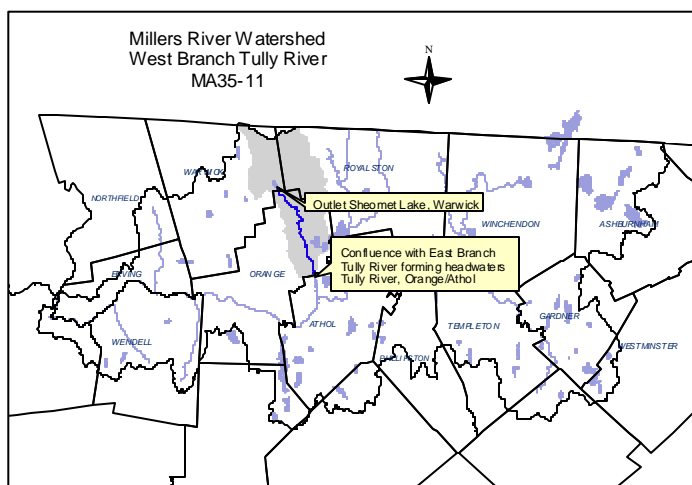 Millers River Watershed
West Branch Tully River
MA35-11
N
ROYALSTON
WARWICK
NORTHFIELD
Outlet Sheomet Lake, Warwick
WINCHENDON
ASHBURNHAM
Confluence with East Branch
Tully River forming headwaters
Tully River, Orange/Athol
ERVING
ORANGE
GARDNER
ATHOL
TEMPLETON
WENDELL
WESTMINSTER
PHILLIPSTON